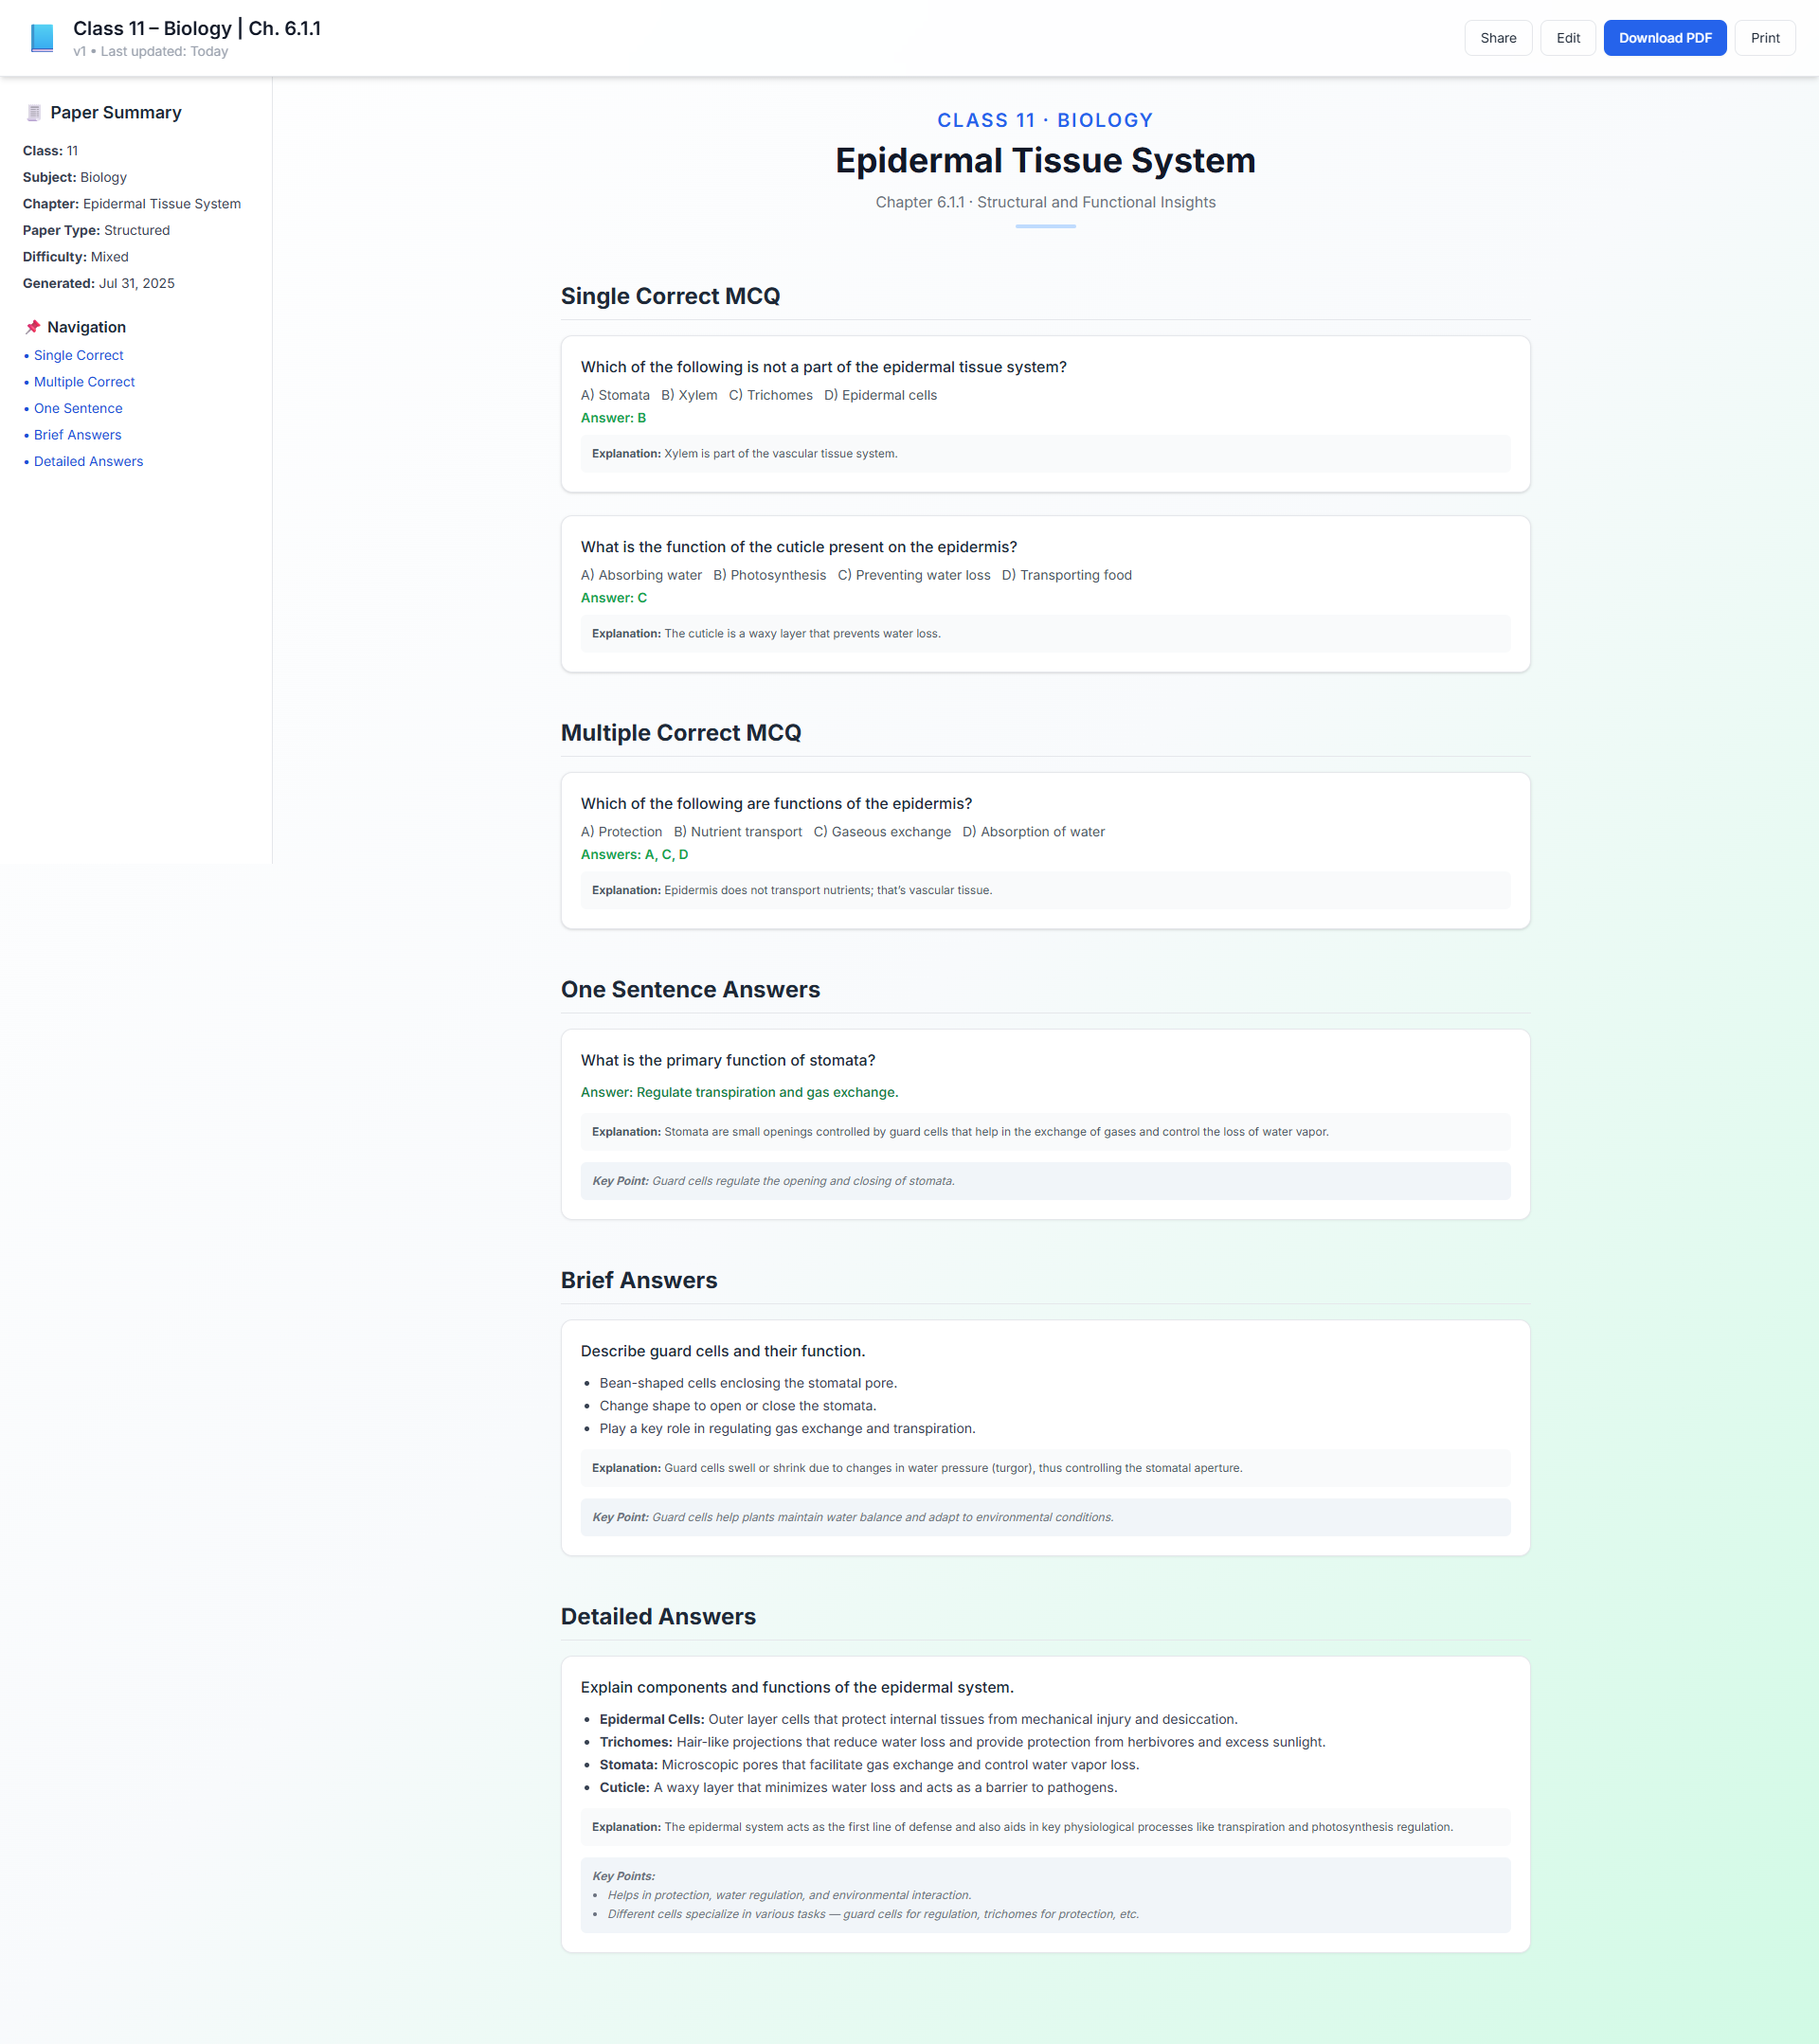 Class 11 – Biology | Ch. 6.1.1
v1 • Last updated: Today
Share
Edit
Download PDF
Print
Paper Summary
Class: 11
Subject: Biology
Chapter: Epidermal Tissue System
Paper Type: Structured
Difficulty: Mixed
Generated: Jul 31, 2025
Navigation
• Single Correct
• Multiple Correct
• One Sentence
• Brief Answers
• Detailed Answers
CLASS 11 · BIOLOGY
Epidermal Tissue System
Chapter 6.1.1 · Structural and Functional Insights
Single Correct MCQ
Which of the following is not a part of the epidermal tissue system?
A) Stomata B) Xylem C) Trichomes D) Epidermal cells
Answer: B
Explanation: Xylem is part of the vascular tissue system.
What is the function of the cuticle present on the epidermis?
A) Absorbing water B) Photosynthesis C) Preventing water loss D) Transporting food
Answer: C
Explanation: The cuticle is a waxy layer that prevents water loss.
Multiple Correct MCQ
Which of the following are functions of the epidermis?
A) Protection B) Nutrient transport C) Gaseous exchange D) Absorption of water
Answers: A, C, D
Explanation: Epidermis does not transport nutrients; that’s vascular tissue.
One Sentence Answers
What is the primary function of stomata?
Answer: Regulate transpiration and gas exchange.
Explanation: Stomata are small openings controlled by guard cells that help in the exchange of gases and control the loss of water vapor.
Key Point: Guard cells regulate the opening and closing of stomata.
Brief Answers
Describe guard cells and their function.
• Bean-shaped cells enclosing the stomatal pore.
• Change shape to open or close the stomata.
• Play a key role in regulating gas exchange and transpiration.
Explanation: Guard cells swell or shrink due to changes in water pressure (turgor), thus controlling the stomatal aperture.
Key Point: Guard cells help plants maintain water balance and adapt to environmental conditions.
Detailed Answers
Explain components and functions of the epidermal system.
• Epidermal Cells: Outer layer cells that protect internal tissues from mechanical injury and desiccation.
• Trichomes: Hair-like projections that reduce water loss and provide protection from herbivores and excess sunlight.
• Stomata: Microscopic pores that facilitate gas exchange and control water vapor loss.
• Cuticle: A waxy layer that minimizes water loss and acts as a barrier to pathogens.
Explanation: The epidermal system acts as the first line of defense and also aids in key physiological processes like transpiration and photosynthesis regulation.
Key Points:
• Helps in protection, water regulation, and environmental interaction.
• Different cells specialize in various tasks — guard cells for regulation, trichomes for protection, etc.